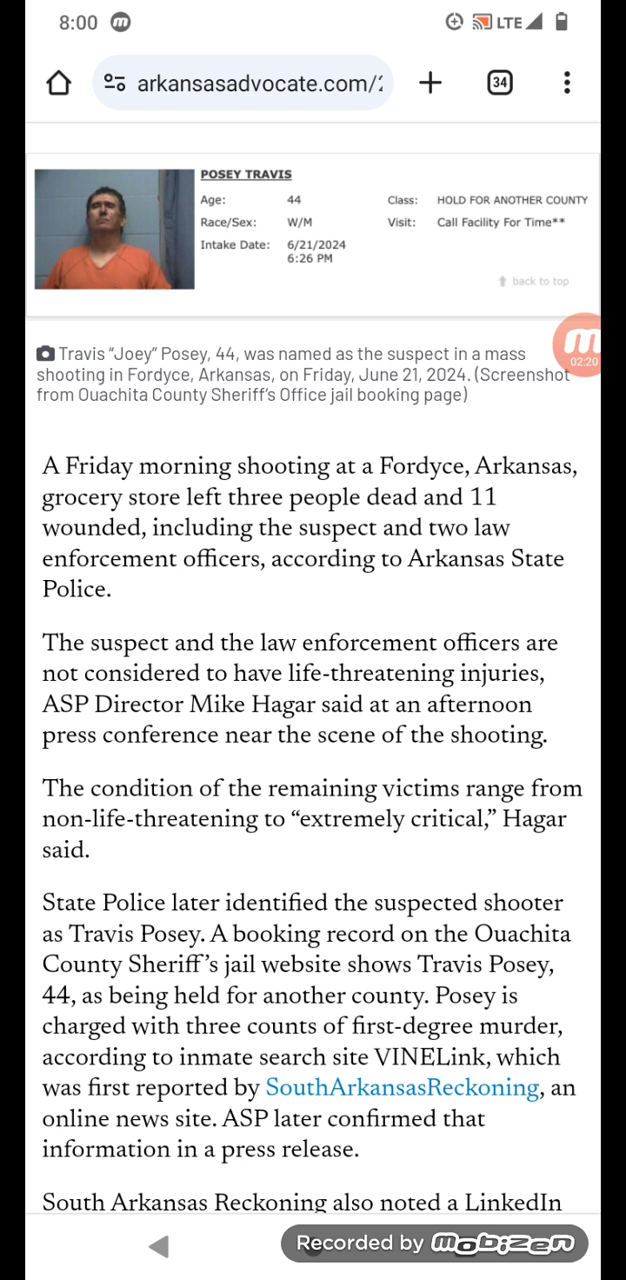 8:00 m LTE
arkansasadvocate.com/2 34
POSEY TRAVIS
Age: 44 Class: HOLD FOR ANOTHER COUNTY
Race/Sex: W/M Visit: Call Facility For Time**
Intake Date: 6/21/2024
6:26 PM
back to top
m
02:20
Travis “Joey” Posey, 44, was named as the suspect in a mass
shooting in Fordyce, Arkansas, on Friday, June 21, 2024. (Screenshot
from Ouachita County Sheriff’s Office jail booking page)
A Friday morning shooting at a Fordyce, Arkansas,
grocery store left three people dead and 11
wounded, including the suspect and two law
enforcement officers, according to Arkansas State
Police.
The suspect and the law enforcement officers are
not considered to have life-threatening injuries,
ASP Director Mike Hagar said at an afternoon
press conference near the scene of the shooting.
The condition of the remaining victims range from
non-life-threatening to “extremely critical,” Hagar
said.
State Police later identified the suspected shooter
as Travis Posey. A booking record on the Ouachita
County Sheriff’s jail website shows Travis Posey,
44, as being held for another county. Posey is
charged with three counts of first-degree murder,
according to inmate search site VINELink, which
was first reported by SouthArkansasReckoning, an
online news site. ASP later confirmed that
information in a press release.
South Arkansas Reckoning also noted a LinkedIn
Recorded by mobizen